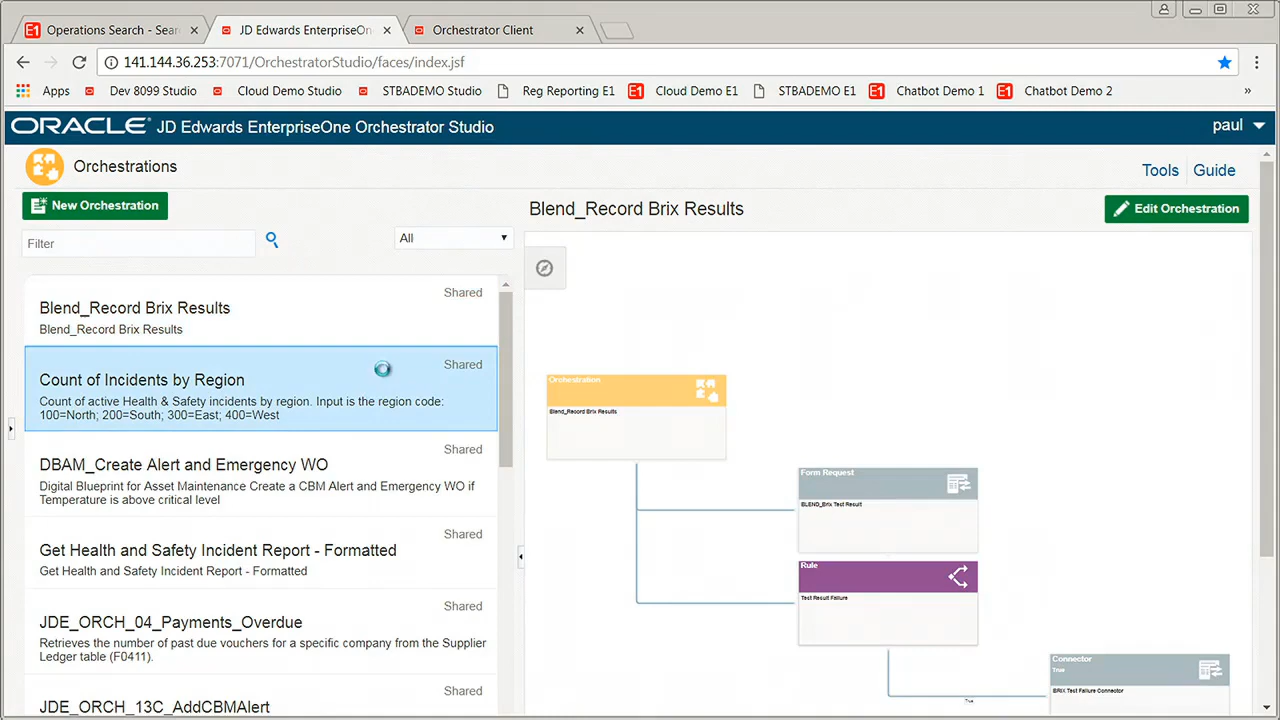 Operations Search - Sear
JD Edwards EnterpriseOn
Orchestrator Client
141.144.36.253:7071/OrchestratorStudio/faces/index.jsf
Apps
Dev 8099 Studio
Cloud Demo Studio
STBADEMO Studio
Reg Reporting E1
Cloud Demo E1
STBADEMO E1
Chatbot Demo 1
Chatbot Demo 2
»
ORACLE® JD Edwards EnterpriseOne Orchestrator Studio
paul
Orchestrations
Tools
Guide
New Orchestration
Filter
All
Blend_Record Brix Results
Edit Orchestration
Shared
Blend_Record Brix Results
Blend_Record Brix Results
Shared
Count of Incidents by Region
Count of active Health & Safety incidents by region. Input is the region code:
100=North; 200=South; 300=East; 400=West
Shared
DBAM_Create Alert and Emergency WO
Digital Blueprint for Asset Maintenance Create a CBM Alert and Emergency WO if
Temperature is above critical level
Shared
Get Health and Safety Incident Report - Formatted
Get Health and Safety Incident Report - Formatted
Shared
JDE_ORCH_04_Payments_Overdue
Retrieves the number of past due vouchers for a specific company from the Supplier
Ledger table (F0411).
Shared
JDE_ORCH_13C_AddCBMAlert
Orchestration
Blend_Record Brix Results
Form Request
BLEND_Brix Test Result
Rule
Test Result Failure
True
Connector
True
BRIX Test Failure Connector